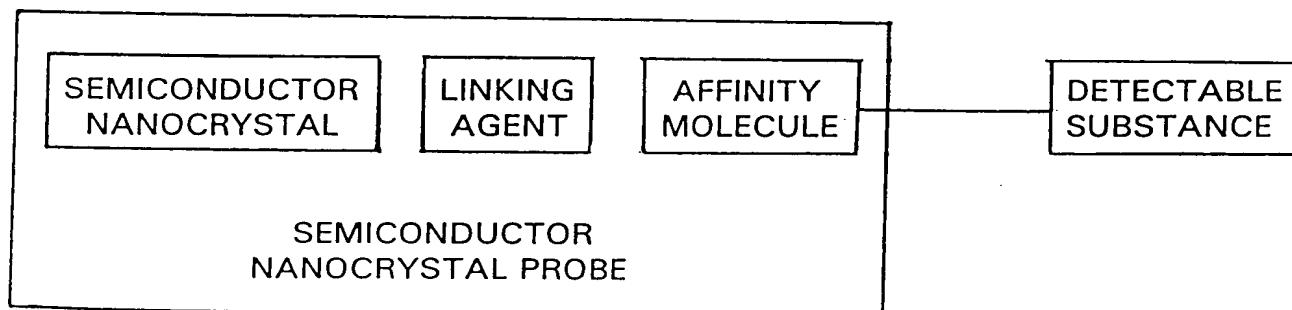 SEMICONDUCTOR
NANOCRYSTAL
LINKING
AGENT
AFFINITY
MOLECULE
DETECTABLE
SUBSTANCE
SEMICONDUCTOR
NANOCRYSTAL PROBE